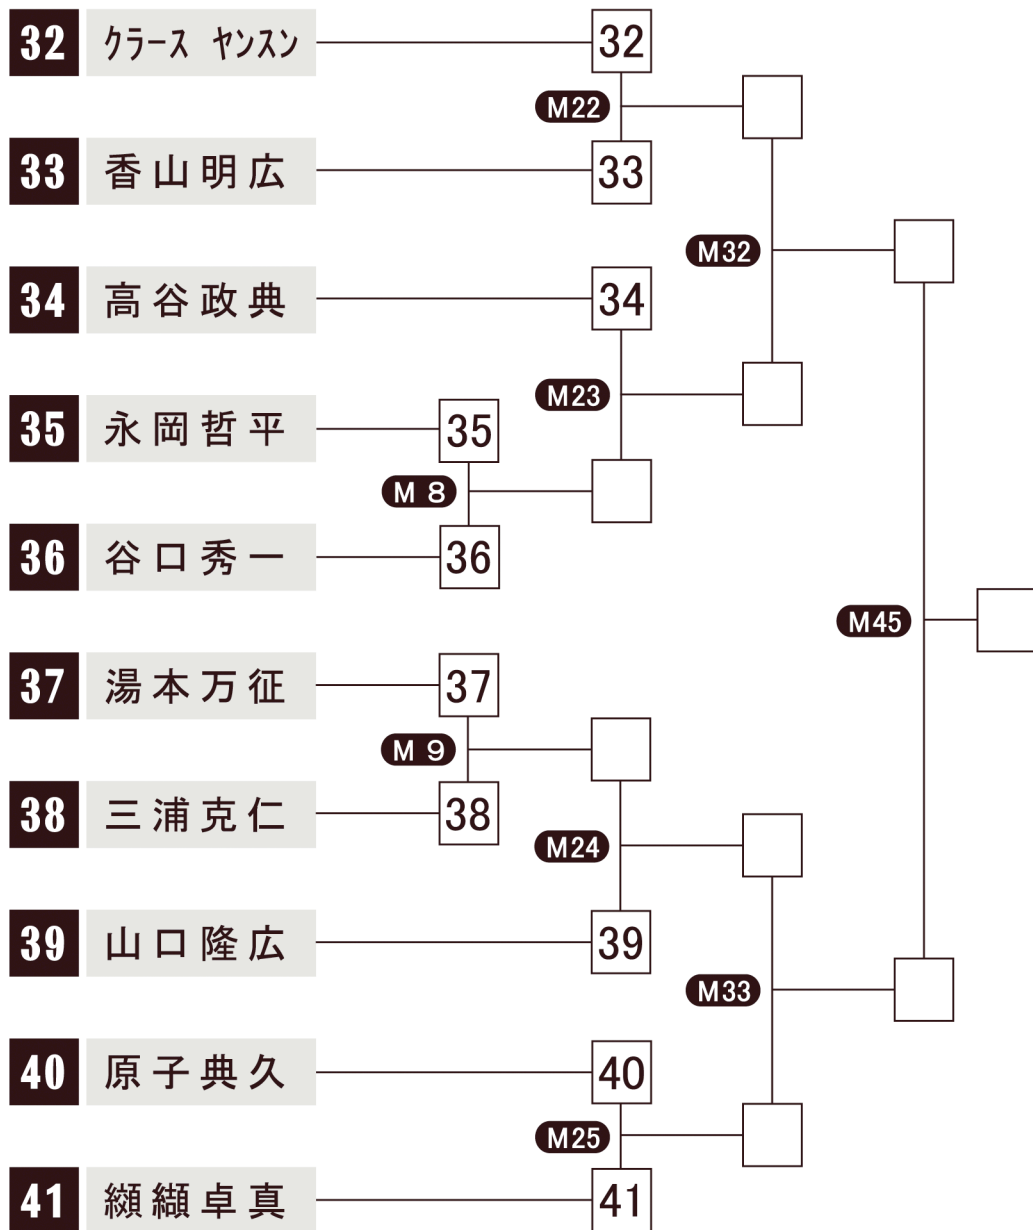 32 クラース ヤンスン 32
M22
33 香山明広 33
M32
34 高谷政典 34
M23
35 永岡哲平 35
M 8
36 谷口秀一 36
M45
37 湯本万征 37
M 9
38 三浦克仁 38
M24
39 山口隆広 39
M33
40 原子典久 40
M25
41 纐纈卓真 41